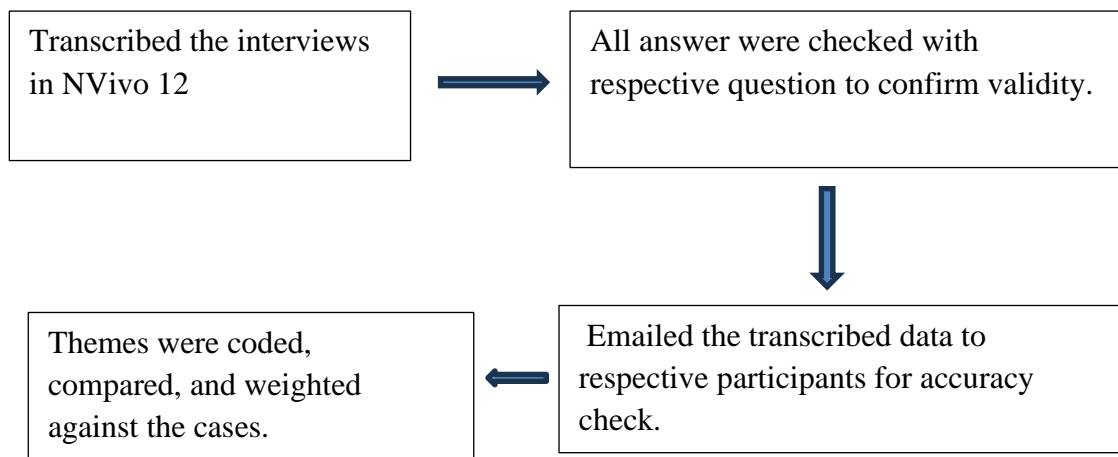 Transcribed the interviews
in NVivo 12
All answer were checked with
respective question to confirm validity.
Emailed the transcribed data to
respective participants for accuracy
check.
Themes were coded,
compared, and weighted
against the cases.